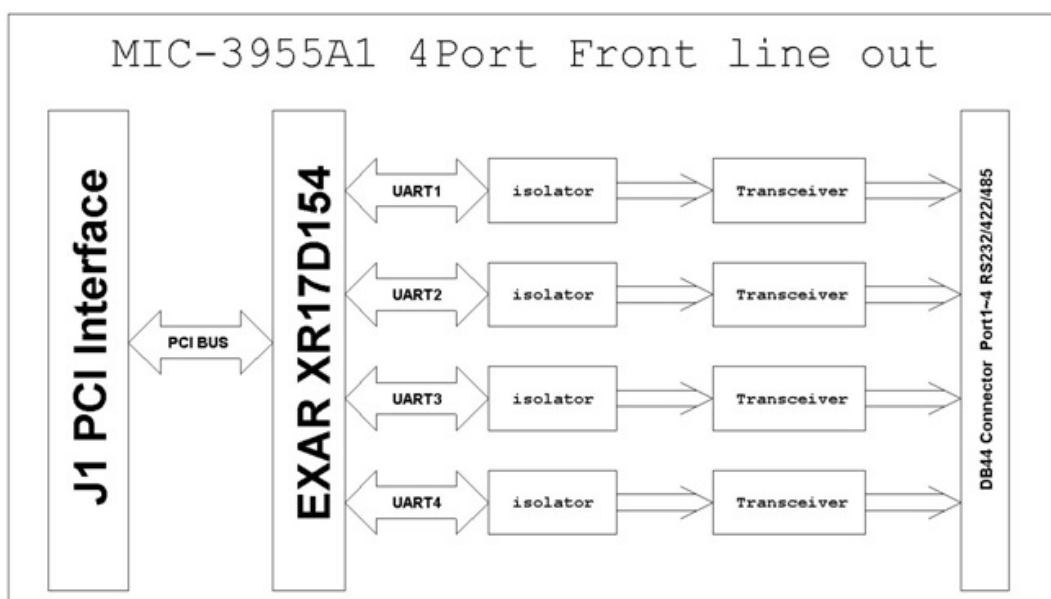 MIC-3955A1 4Port Front line out
J1 PCI Interface
PCI BUS
EXAR XR17D154
UART1
isolator
Transceiver
UART2
isolator
Transceiver
UART3
isolator
Transceiver
UART4
isolator
Transceiver
DB44 Connector Port1~4 RS232/422/485